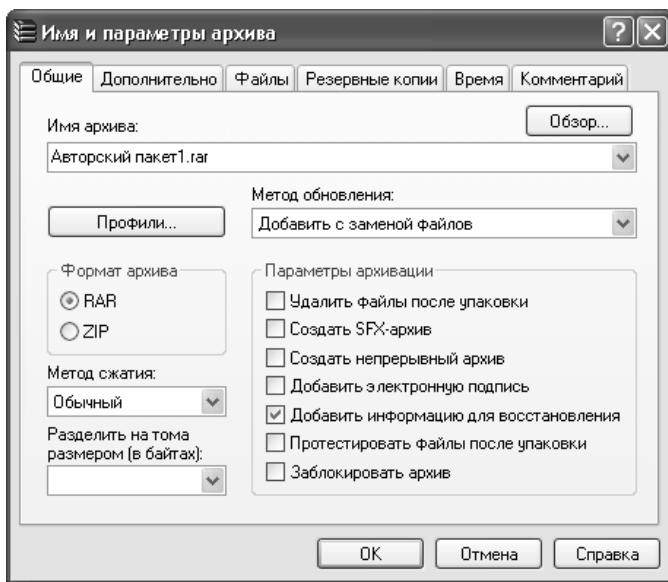 Имя и параметры архива
Общие Дополнительно Файлы Резервные копии Время Комментарий
Имя архива:
Обзор...
Авторский пакет1.rar
Метод обновления:
Профили...
Добавить с заменой файлов
Формат архива
RAR
ZIP
Метод сжатия:
Обычный
Разделить на тома
размером (в байтах):
Параметры архивации
Удалить файлы после упаковки
Создать SFX-архив
Создать непрерывный архив
Добавить электронную подпись
Добавить информацию для восстановления
Протестировать файлы после упаковки
Заблокировать архив
OK Отмена Справка